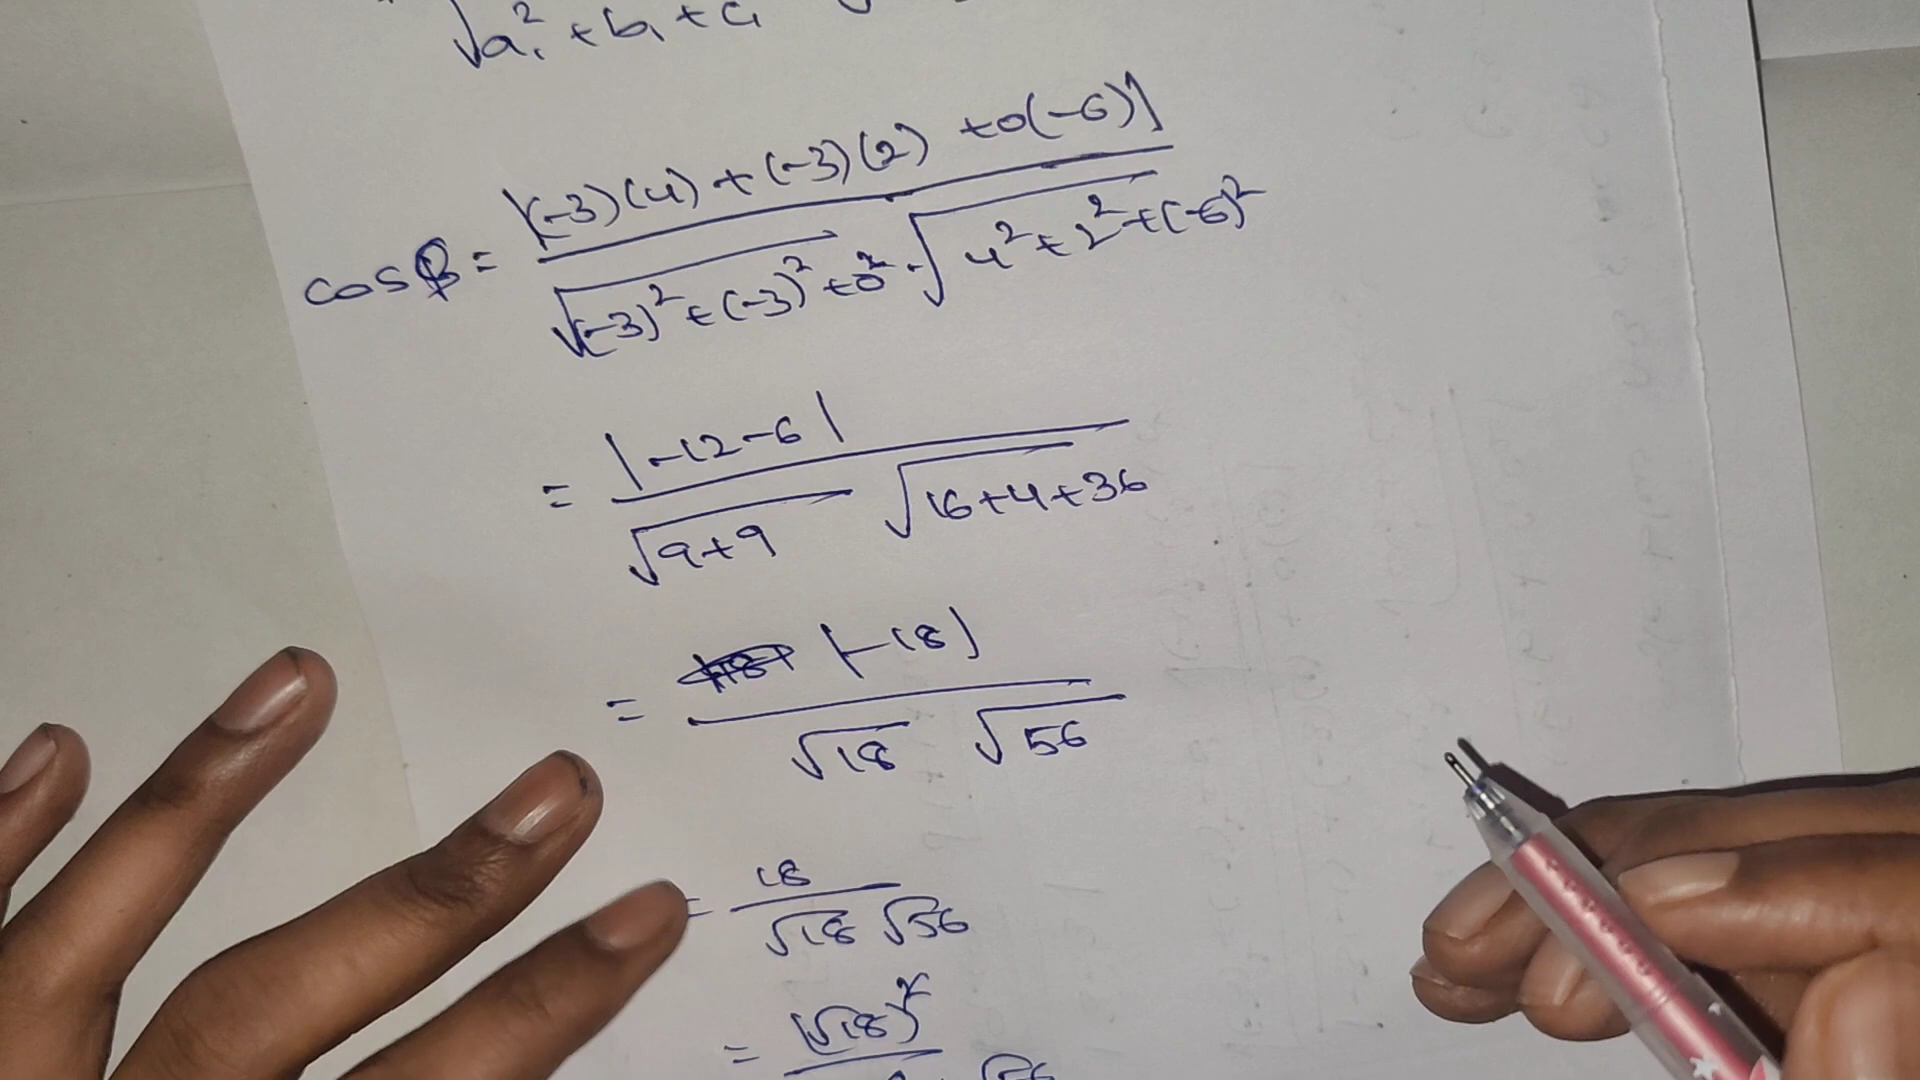 √a₁² + b₁ + c₁
cosβ = |(-3)(4) + (-3)(2) + 0(-6)| / √(-3)² + (-3)² + 0² · √4² + 2² + (-6)²
= |-12-6| / √9+9 √16+4+36
= |-18| / √18 √56
= 18 / √18 √56
= (√18)²